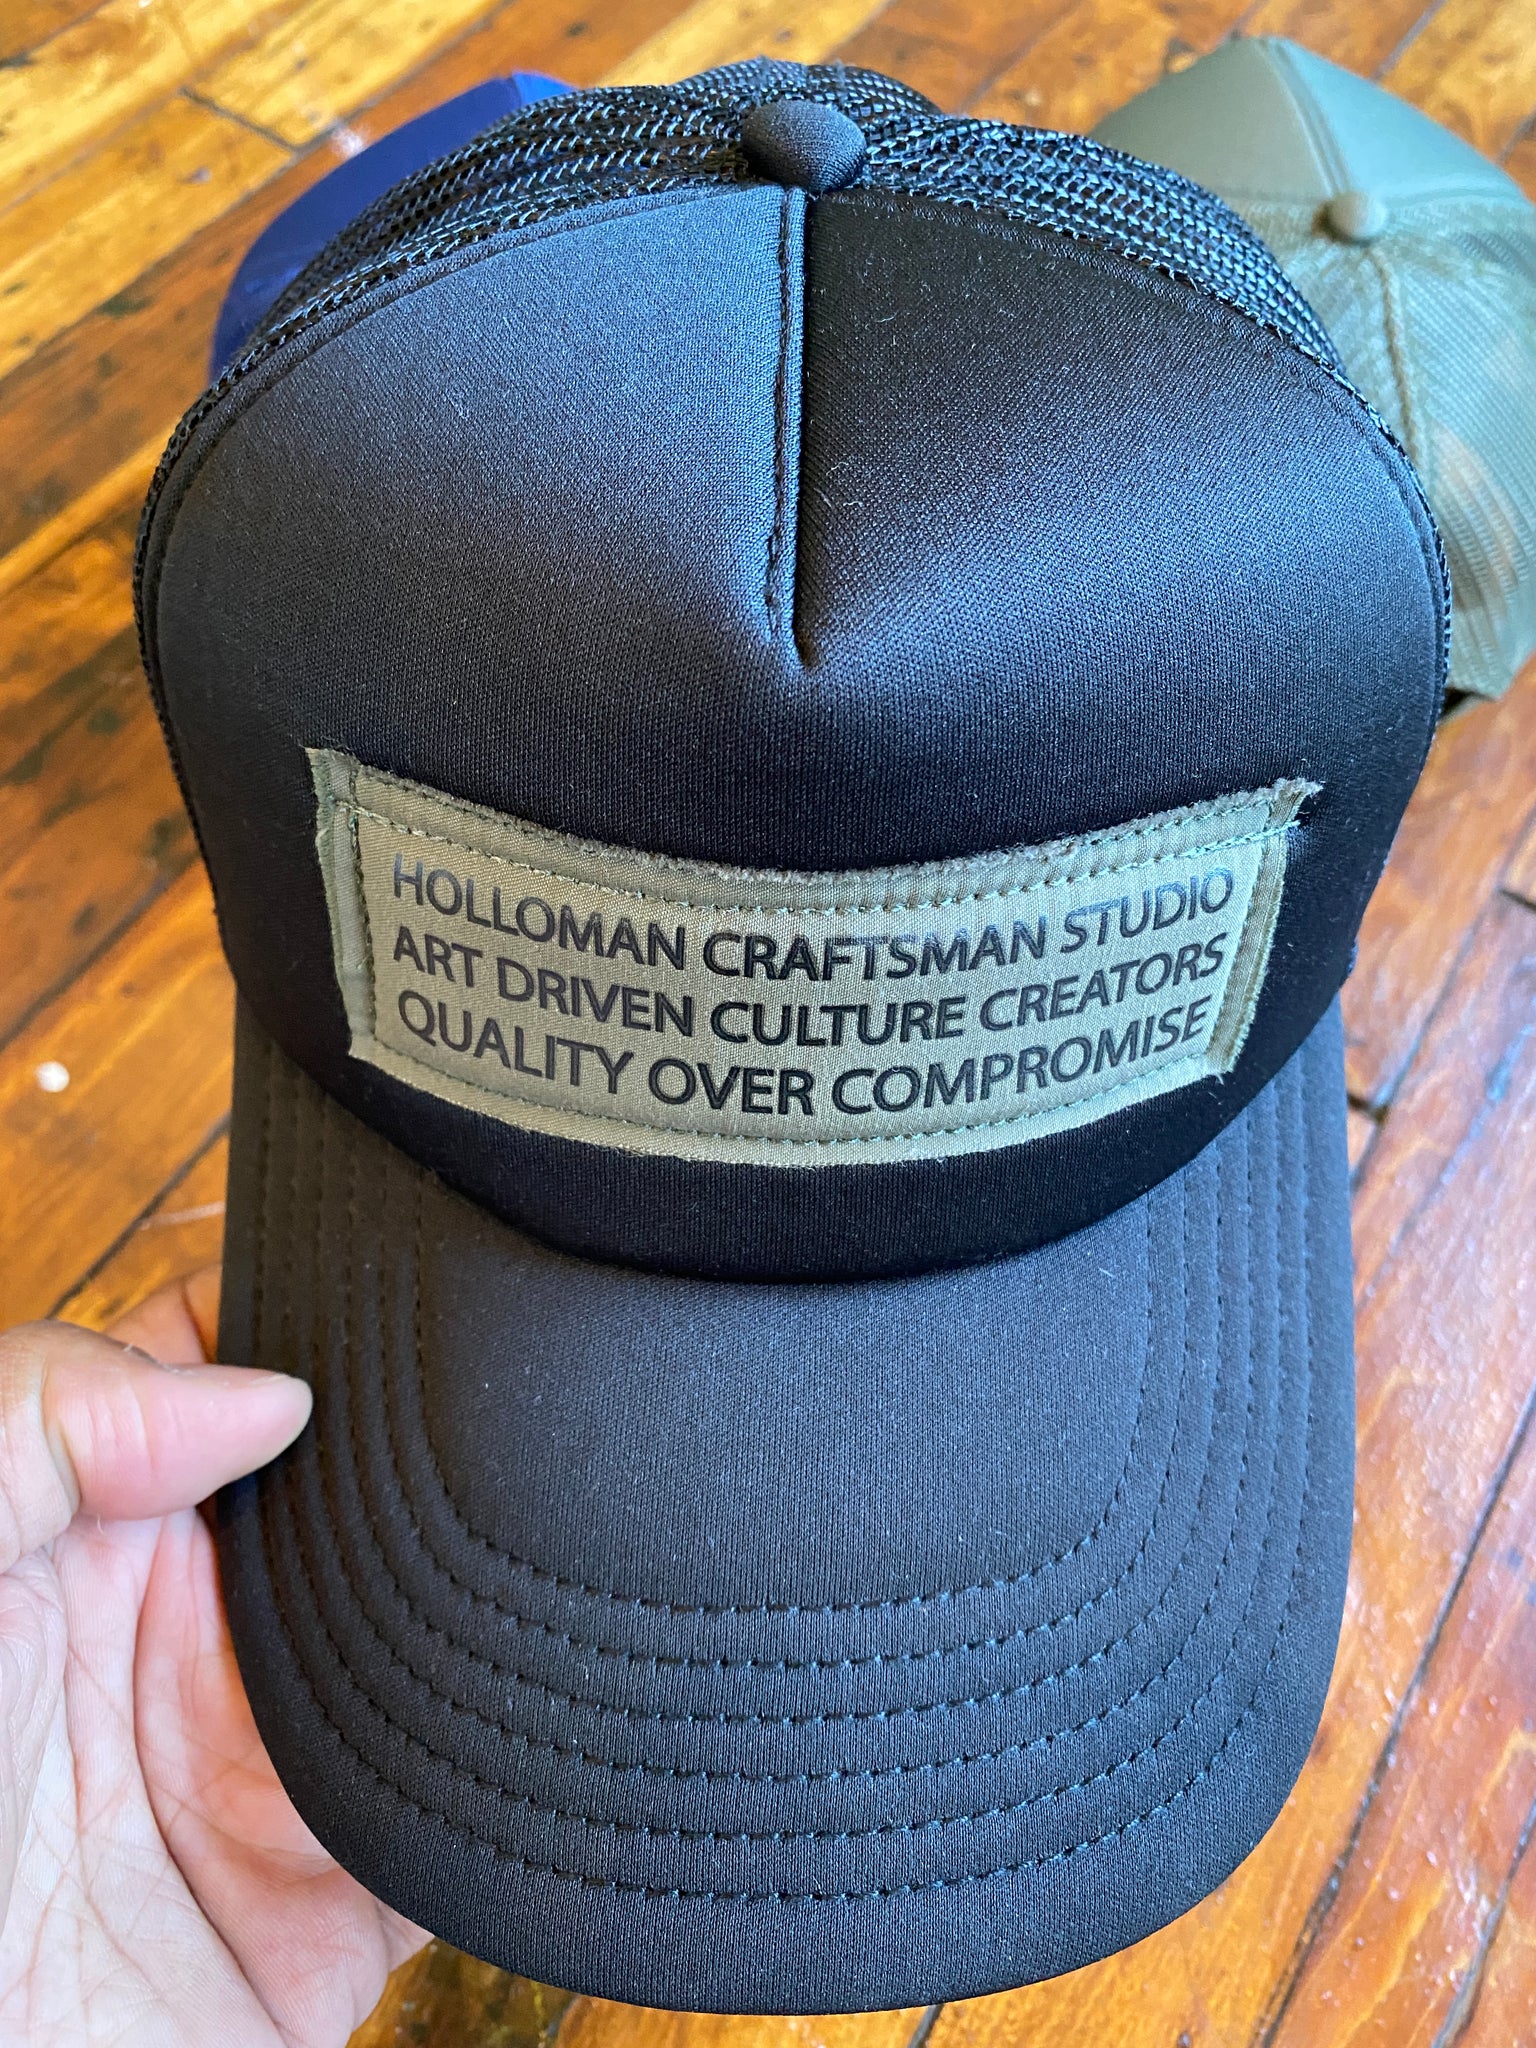 HOLLOMAN CRAFTSMAN STUDIO
ART DRIVEN CULTURE CREATORS
QUALITY OVER COMPROMISE